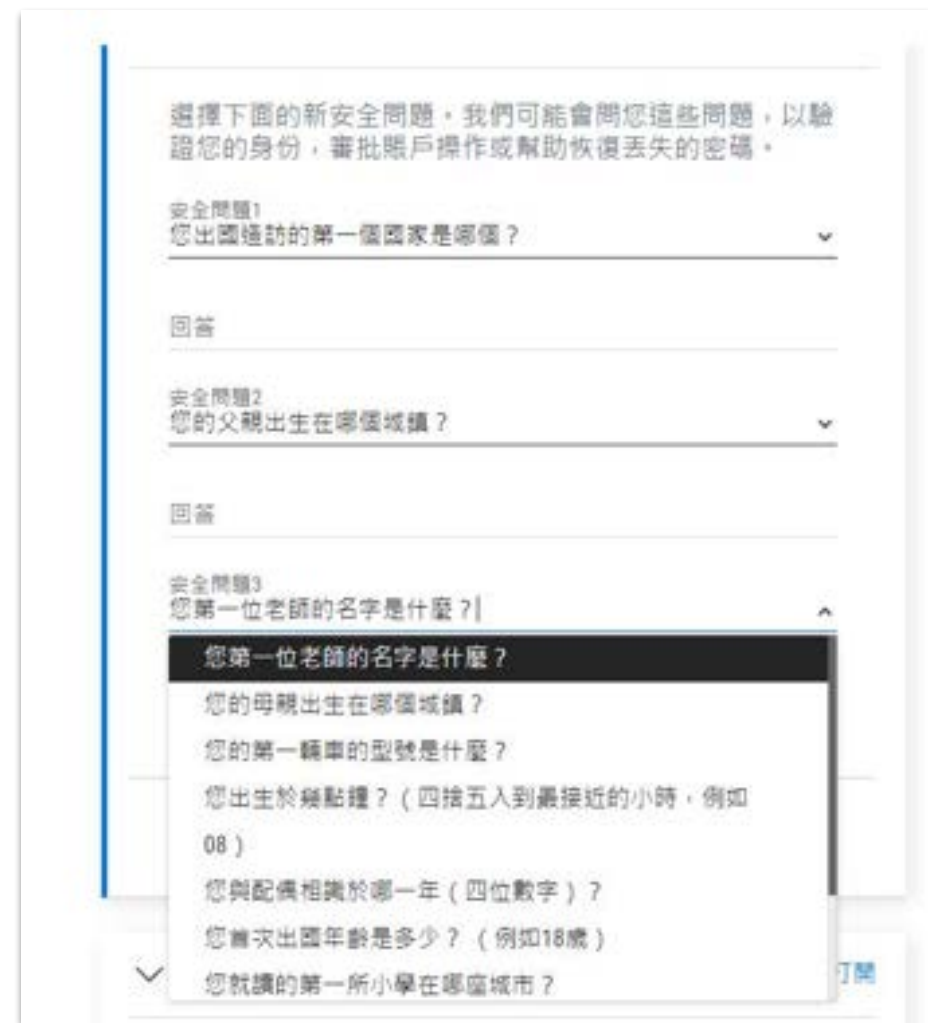 選擇下面的新安全問題。我們可能會問您這些問題,以驗
證您的身份,審批賬戶操作或幫助恢復丟失的密碼。
安全問題1
您出國造訪的第一個國家是哪個?
回答
安全問題2
您的父親出生在哪個城鎮?
回答
安全問題3
您第一位老師的名字是什麼?
您第一位老師的名字是什麼?
您的母親出生在哪個城鎮?
您的第一輛車的型號是什麼?
您出生於幾點鐘?(四捨五入到最接近的小時,例如
08)
您與配偶相識於哪一年(四位數字)?
您首次出國年齡是多少?(例如18歲)
您就讀的第一所小學在哪座城市?
打開